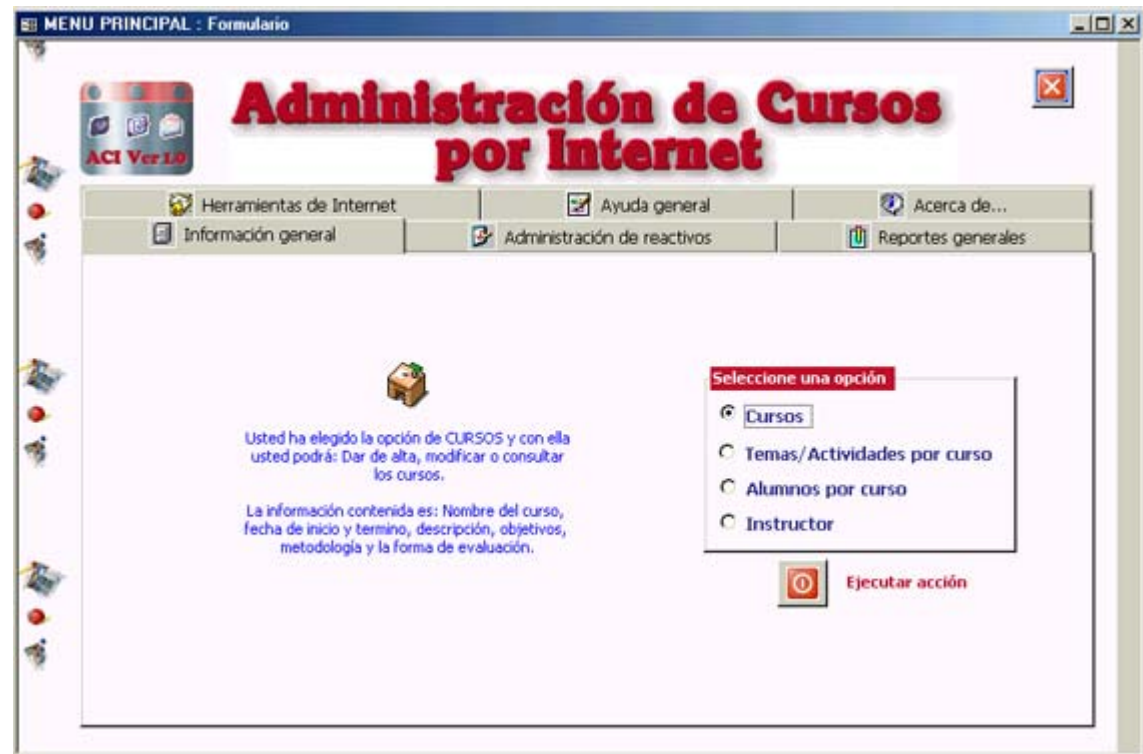 MENU PRINCIPAL : Formulario
Administración de Cursos
por Internet
ACI Ver 1.0
Herramientas de Internet
Ayuda general
Acerca de...
Información general
Administración de reactivos
Reportes generales
Usted ha elegido la opción de CURSOS y con ella
usted podrá: Dar de alta, modificar o consultar
los cursos.
La información contenida es: Nombre del curso,
fecha de inicio y termino, descripción, objetivos,
metodología y la forma de evaluación.
Seleccione una opción
Cursos
Temas/Actividades por curso
Alumnos por curso
Instructor
Ejecutar acción